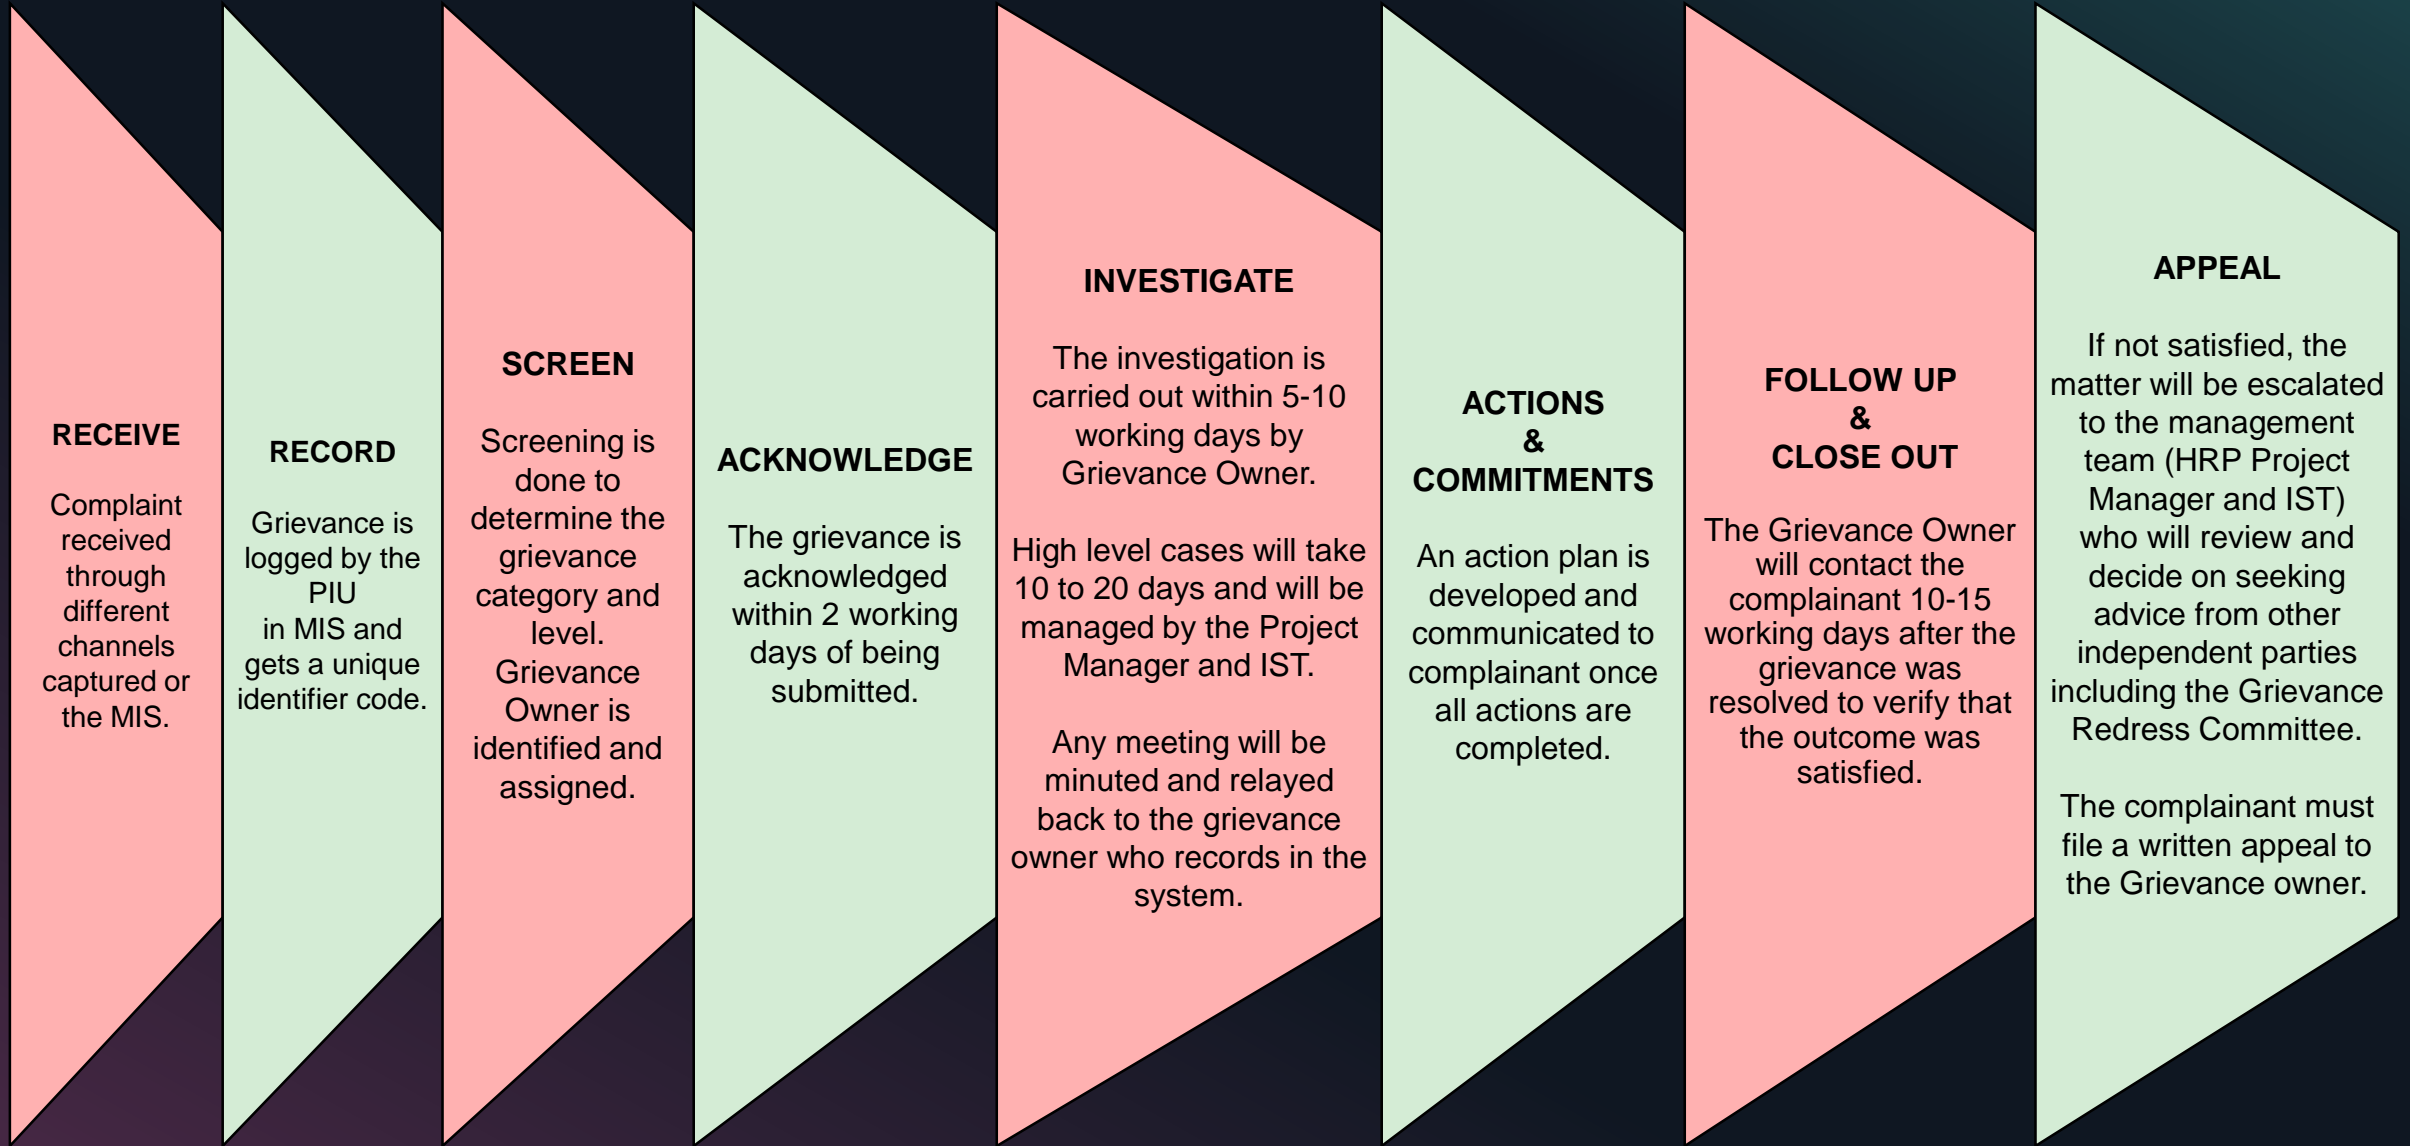 RECEIVE
Complaint
received
through
different
channels
captured or
the MIS.
RECORD
Grievance is
logged by the
PIU
in MIS and
gets a unique
identifier code.
SCREEN
Screening is
done to
determine the
grievance
category and
level.
Grievance
Owner is
identified and
assigned.
ACKNOWLEDGE
The grievance is
acknowledged
within 2 working
days of being
submitted.
INVESTIGATE
The investigation is
carried out within 5-10
working days by
Grievance Owner.
High level cases will take
10 to 20 days and will be
managed by the Project
Manager and IST.
Any meeting will be
minuted and relayed
back to the grievance
owner who records in the
system.
ACTIONS
&
COMMITMENTS
An action plan is
developed and
communicated to
complainant once
all actions are
completed.
FOLLOW UP
&
CLOSE OUT
The Grievance Owner
will contact the
complainant 10-15
working days after the
grievance was
resolved to verify that
the outcome was
satisfied.
APPEAL
If not satisfied, the
matter will be escalated
to the management
team (HRP Project
Manager and IST)
who will review and
decide on seeking
advice from other
independent parties
including the Grievance
Redress Committee.
The complainant must
file a written appeal to
the Grievance owner.